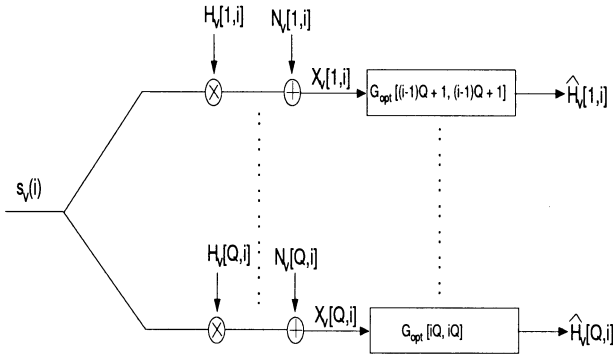 H_v[1,i]
N_v[1,i]
X_v[1,i]
G_opt [(i-1)Q + 1, (i-1)Q + 1]
Ĥ_v[1,i]
s_v(i)
H_v[Q,i]
N_v[Q,i]
X_v[Q,i]
G_opt [iQ, iQ]
Ĥ_v[Q,i]